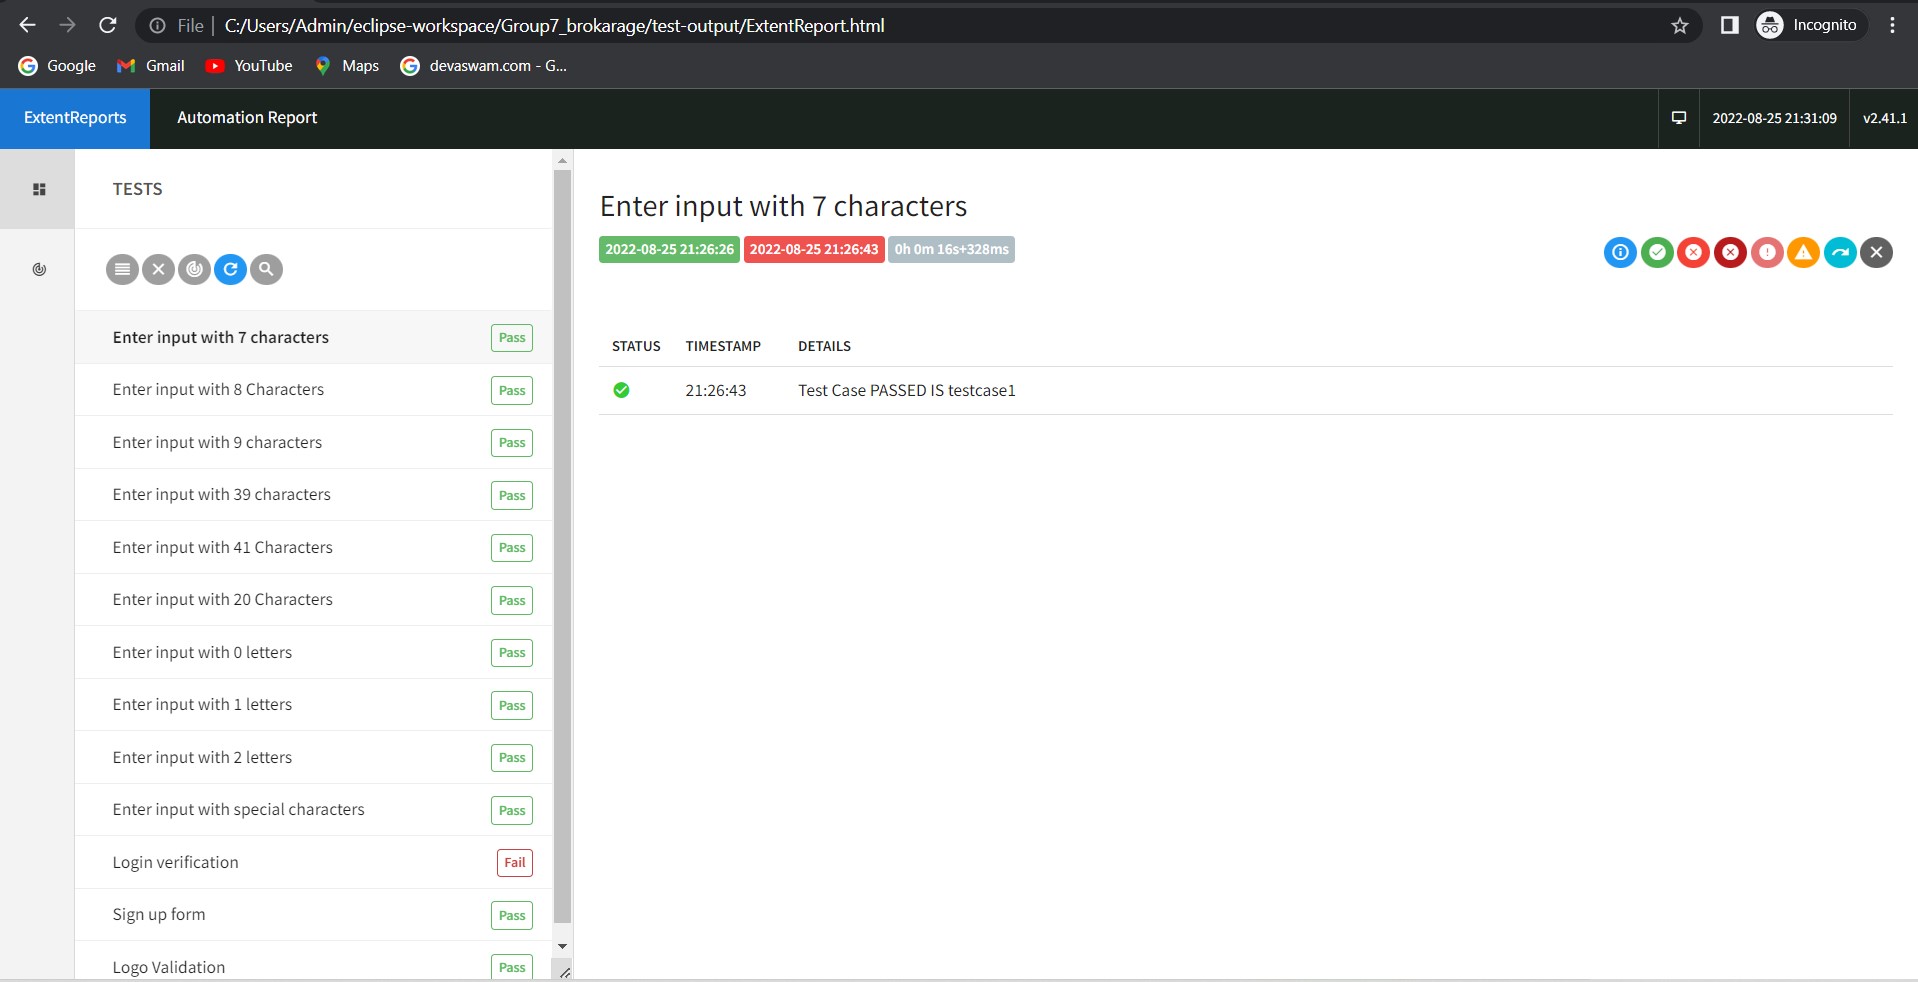 File | C:/Users/Admin/eclipse-workspace/Group7_brokarage/test-output/ExtentReport.html
Incognito
Google Gmail YouTube Maps devaswam.com - G...
ExtentReports Automation Report 2022-08-25 21:31:09 v2.41.1
TESTS
Enter input with 7 characters Pass
Enter input with 8 Characters Pass
Enter input with 9 characters Pass
Enter input with 39 characters Pass
Enter input with 41 Characters Pass
Enter input with 20 Characters Pass
Enter input with 0 letters Pass
Enter input with 1 letters Pass
Enter input with 2 letters Pass
Enter input with special characters Pass
Login verification Fail
Sign up form Pass
Logo Validation Pass
Enter input with 7 characters
2022-08-25 21:26:26 2022-08-25 21:26:43 0h 0m 16s+328ms
STATUS TIMESTAMP DETAILS
21:26:43 Test Case PASSED IS testcase1